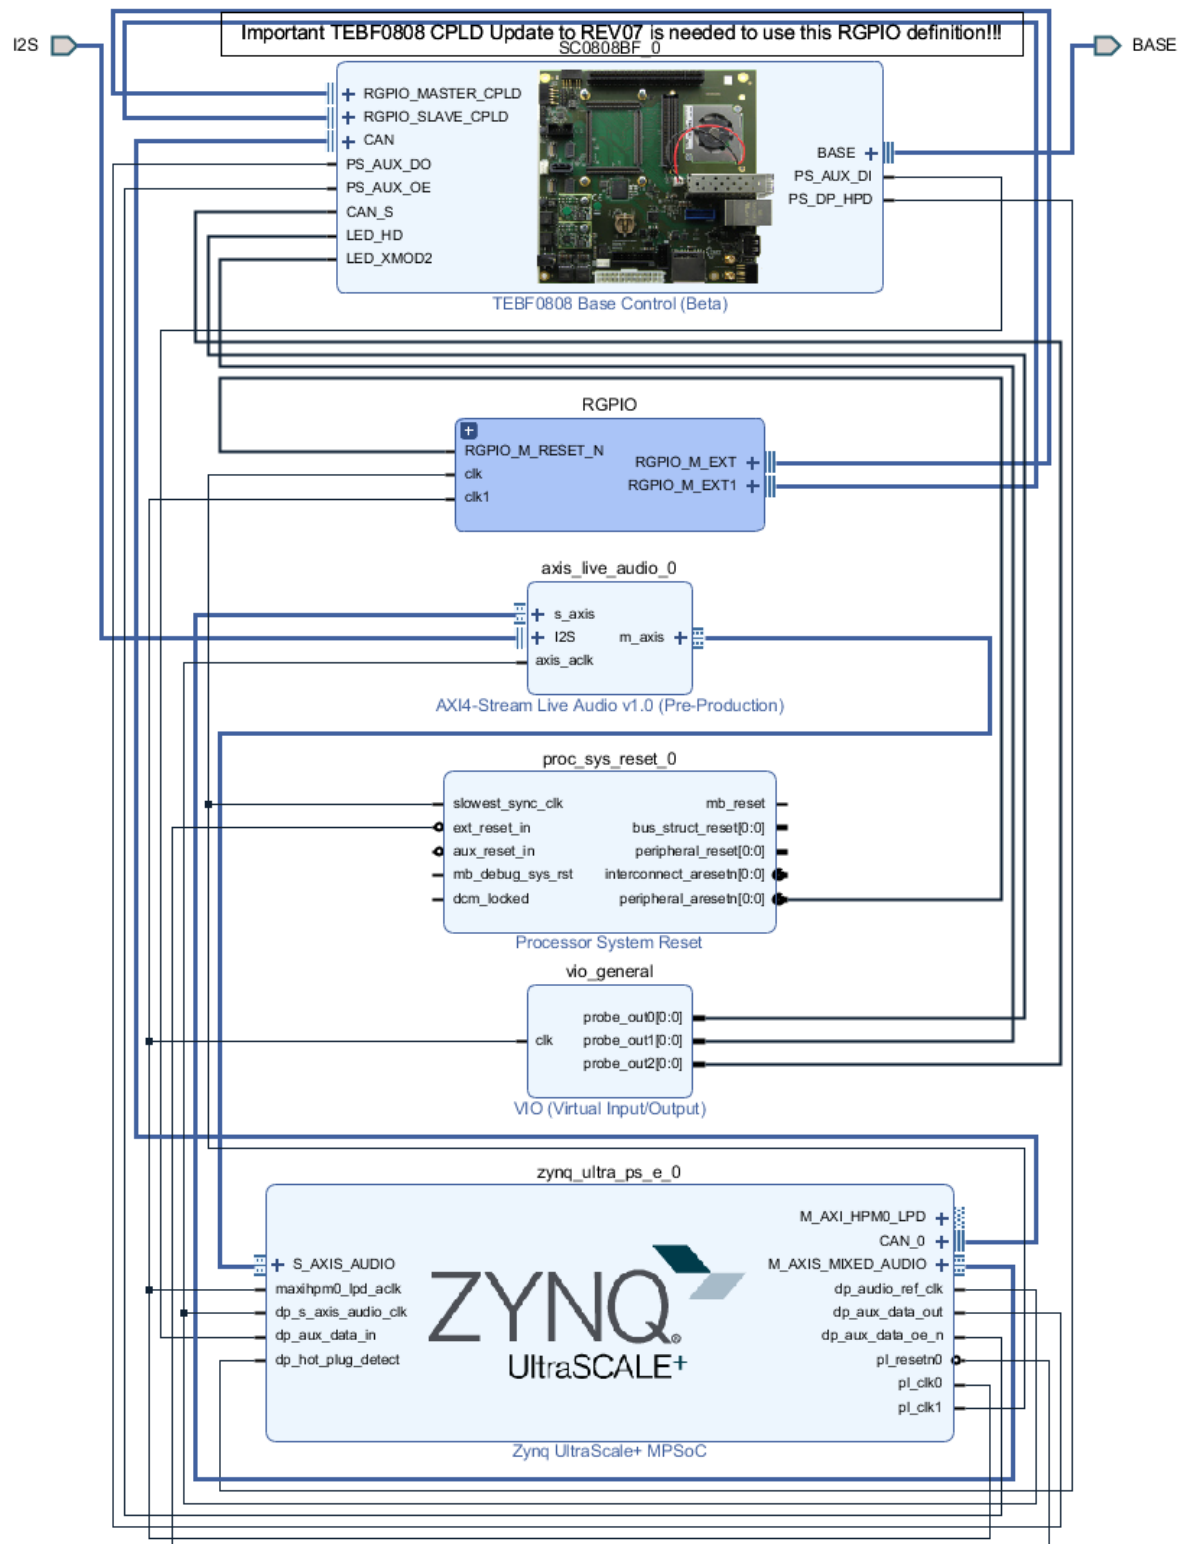 Important TEBF0808 CPLD Update to REV07 is needed to use this RGPIO definition!!!
I2S
BASE
SC0808BF_0
RGPIO_MASTER_CPLD
RGPIO_SLAVE_CPLD
CAN
PS_AUX_DO
PS_AUX_OE
CAN_S
LED_HD
LED_XMOD2
BASE
PS_AUX_DI
PS_DP_HPD
TEBF0808 Base Control (Beta)
RGPIO
RGPIO_M_RESET_N
clk
clk1
RGPIO_M_EXT
RGPIO_M_EXT1
axis_live_audio_0
s_axis
I2S
axis_aclk
m_axis
AXI4-Stream Live Audio v1.0 (Pre-Production)
proc_sys_reset_0
slowest_sync_clk
ext_reset_in
aux_reset_in
mb_debug_sys_rst
dcm_locked
mb_reset
bus_struct_reset[0:0]
peripheral_reset[0:0]
interconnect_aresetn[0:0]
peripheral_aresetn[0:0]
Processor System Reset
vio_general
clk
probe_out0[0:0]
probe_out1[0:0]
probe_out2[0:0]
VIO (Virtual Input/Output)
zynq_ultra_ps_e_0
S_AXIS_AUDIO
maxihpm0_lpd_aclk
dp_s_axis_audio_clk
dp_aux_data_in
dp_hot_plug_detect
ZYNQ®
UltraSCALE+
M_AXI_HPM0_LPD
CAN_0
M_AXIS_MIXED_AUDIO
dp_audio_ref_clk
dp_aux_data_out
dp_aux_data_oe_n
pl_resetn0
pl_clk0
pl_clk1
Zynq UltraScale+ MPSoC